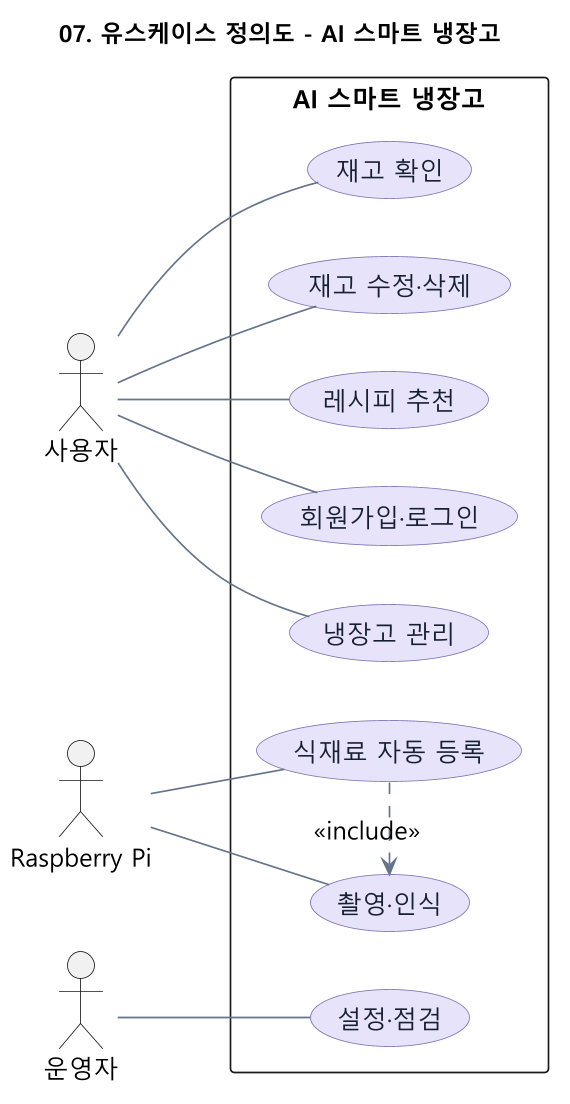 07. 유스케이스 정의도 - AI 스마트 냉장고
AI 스마트 냉장고
재고 확인
재고 수정·삭제
레시피 추천
사용자
회원가입·로그인
냉장고 관리
식재료 자동 등록
«include»
Raspberry Pi
촬영·인식
설정·점검
운영자